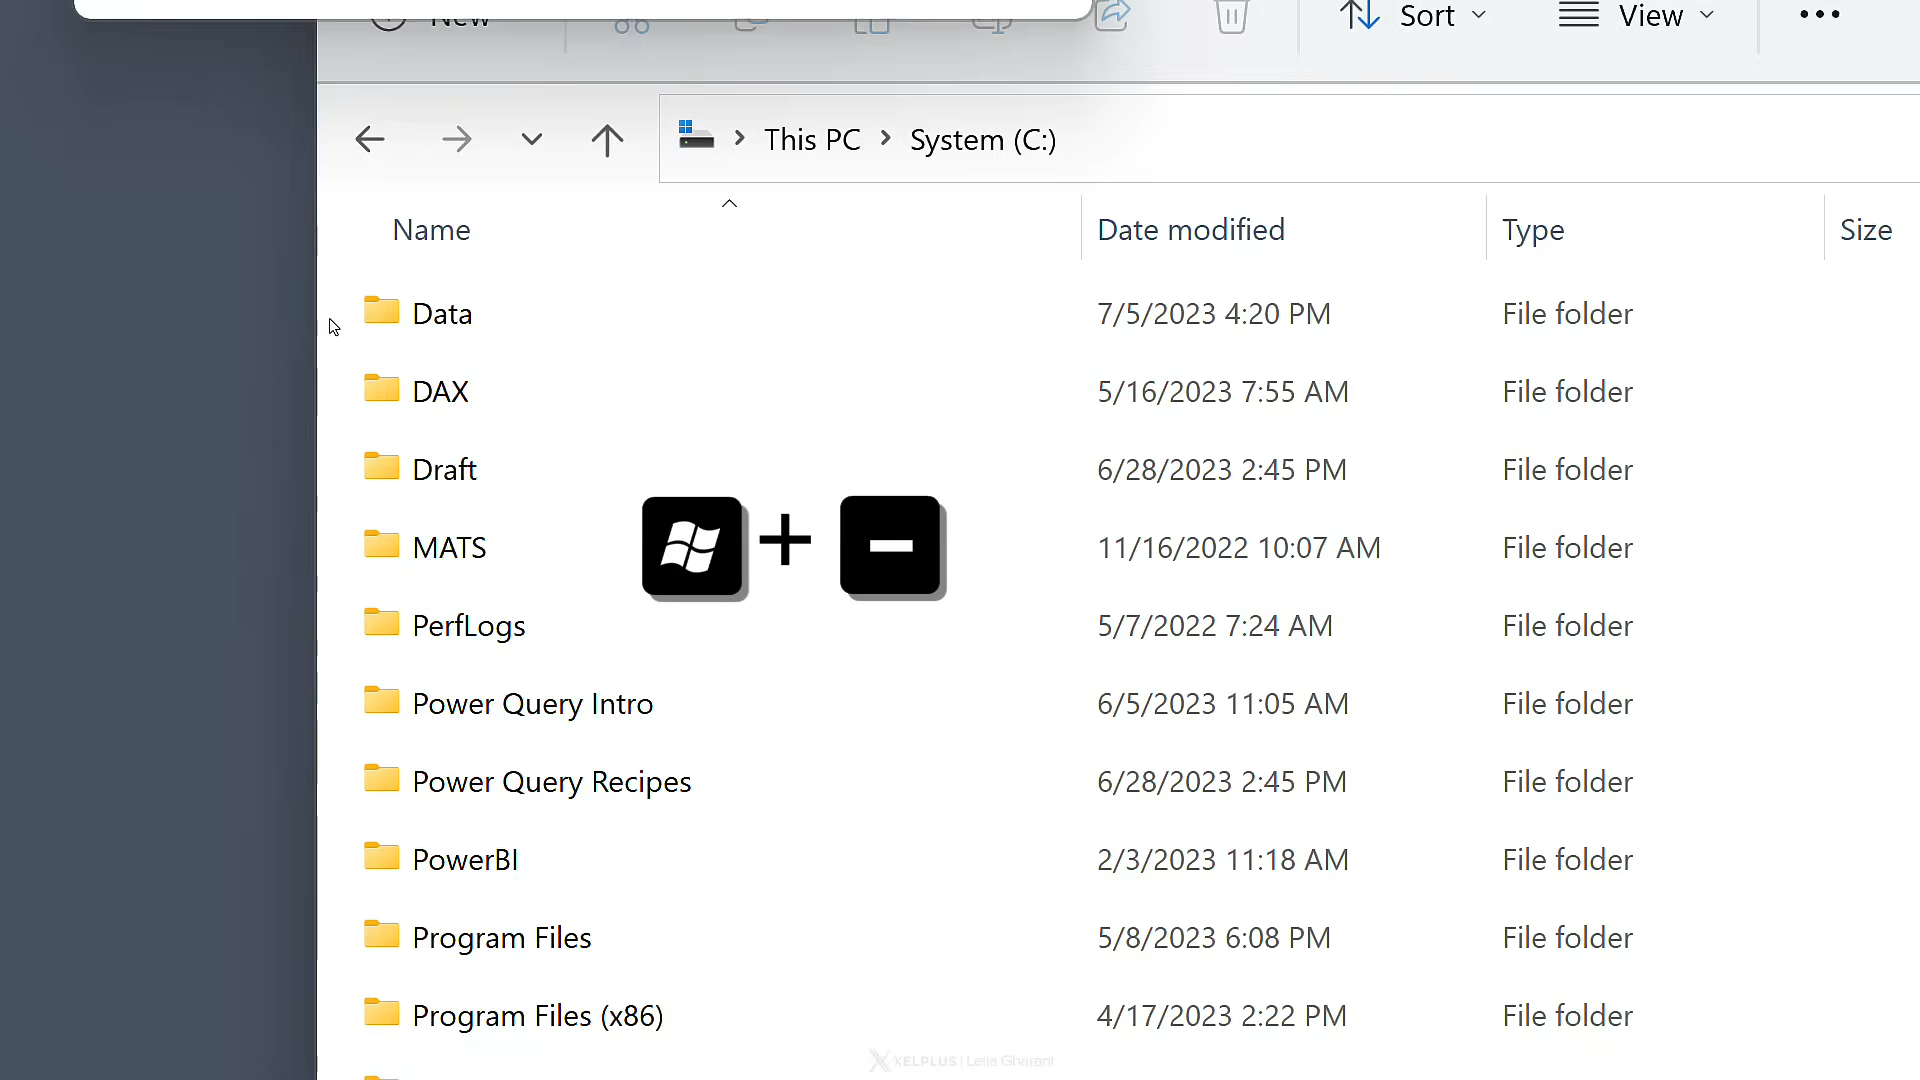 New Sort View
This PC System (C:)
Name Date modified Type Size
Data 7/5/2023 4:20 PM File folder
DAX 5/16/2023 7:55 AM File folder
Draft 6/28/2023 2:45 PM File folder
MATS 11/16/2022 10:07 AM File folder
+ -
PerfLogs 5/7/2022 7:24 AM File folder
Power Query Intro 6/5/2023 11:05 AM File folder
Power Query Recipes 6/28/2023 2:45 PM File folder
PowerBI 2/3/2023 11:18 AM File folder
Program Files 5/8/2023 6:08 PM File folder
Program Files (x86) 4/17/2023 2:22 PM File folder
XELPLUS | Leila Gharani